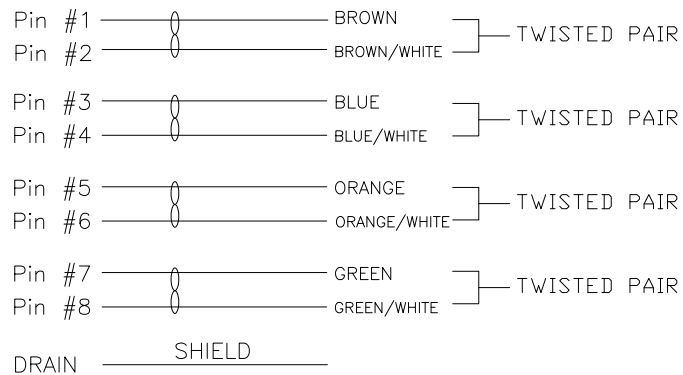 Pin #1 BROWN
TWISTED PAIR
Pin #2 BROWN/WHITE
Pin #3 BLUE
TWISTED PAIR
Pin #4 BLUE/WHITE
Pin #5 ORANGE
TWISTED PAIR
Pin #6 ORANGE/WHITE
Pin #7 GREEN
TWISTED PAIR
Pin #8 GREEN/WHITE
SHIELD
DRAIN